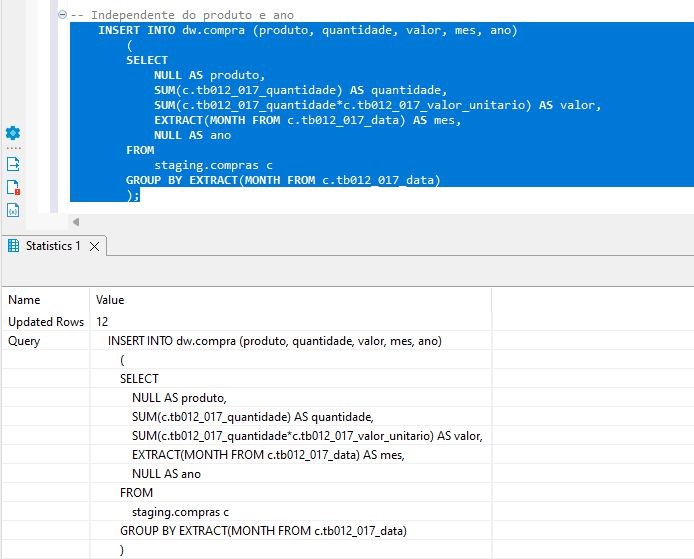 -- Independente do produto e ano
INSERT INTO dw.compra (produto, quantidade, valor, mes, ano)
(
SELECT
NULL AS produto,
SUM(c.tb012_017_quantidade) AS quantidade,
SUM(c.tb012_017_quantidade*c.tb012_017_valor_unitario) AS valor,
EXTRACT(MONTH FROM c.tb012_017_data) AS mes,
NULL AS ano
FROM
staging.compras c
GROUP BY EXTRACT(MONTH FROM c.tb012_017_data)
);
Statistics 1
Name Value
Updated Rows 12
Query INSERT INTO dw.compra (produto, quantidade, valor, mes, ano)
(
SELECT
NULL AS produto,
SUM(c.tb012_017_quantidade) AS quantidade,
SUM(c.tb012_017_quantidade*c.tb012_017_valor_unitario) AS valor,
EXTRACT(MONTH FROM c.tb012_017_data) AS mes,
NULL AS ano
FROM
staging.compras c
GROUP BY EXTRACT(MONTH FROM c.tb012_017_data)
)